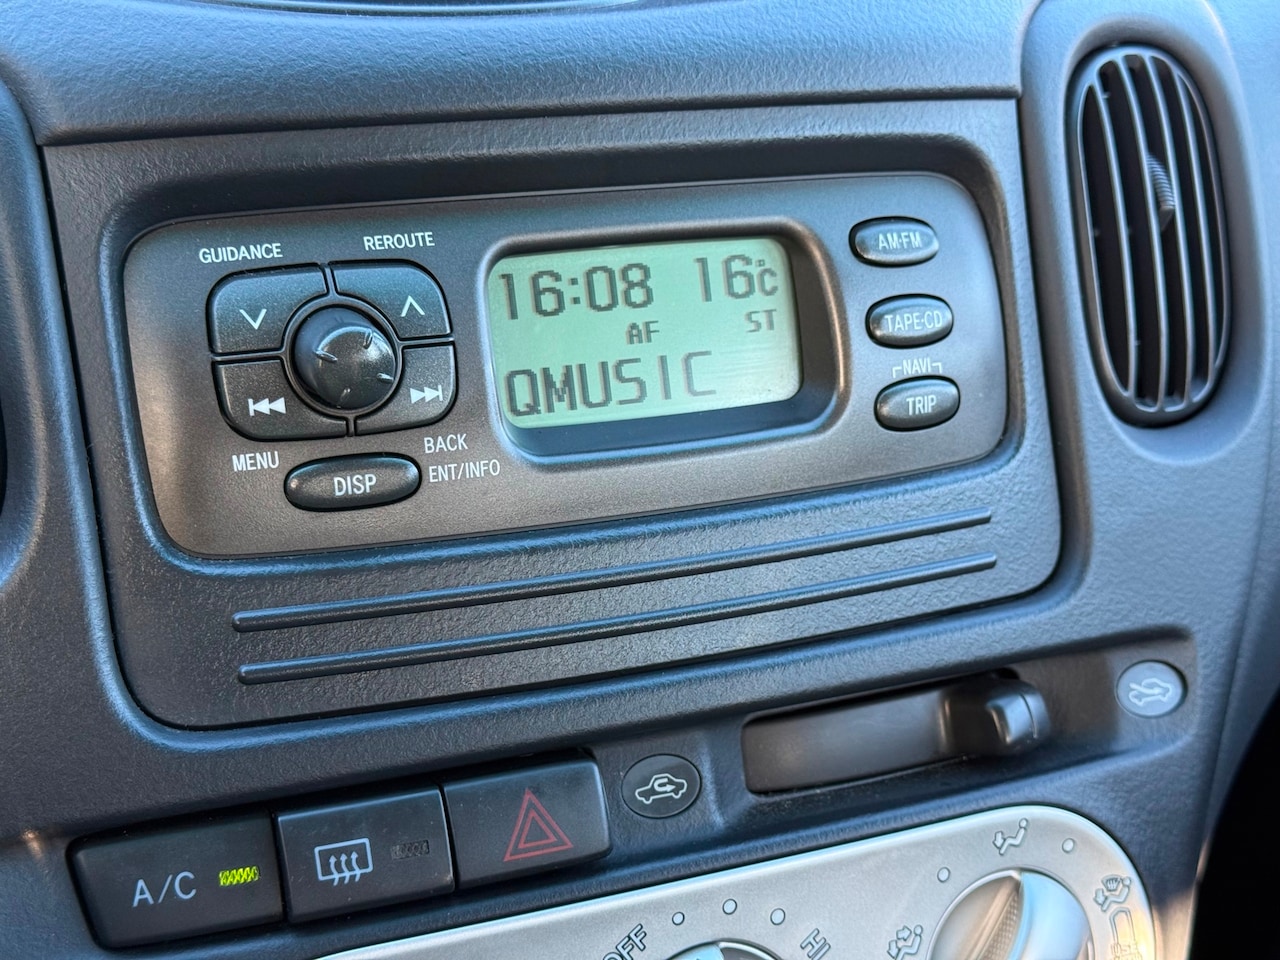 GUIDANCE
REROUTE
MENU
BACK
ENT/INFO
DISP
16:08 16°C
AF ST
QMUSIC
AM·FM
TAPE·CD
NAVI
TRIP
A/C
OFF
HI